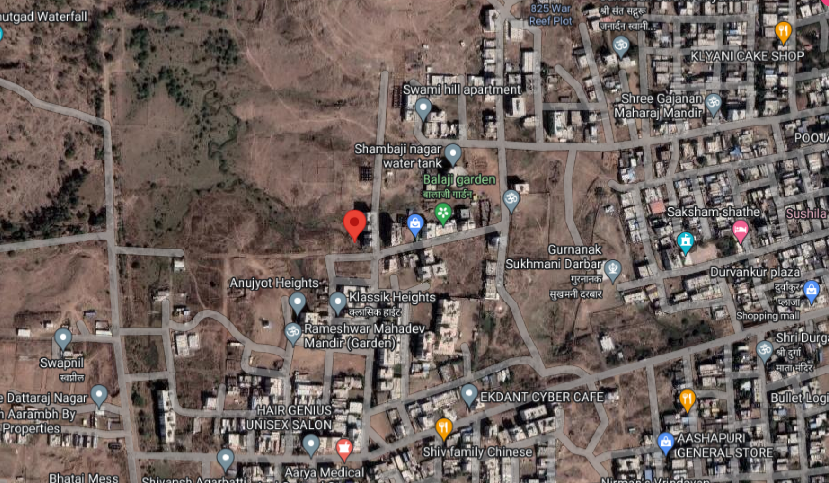 utgad Waterfall
825 War
Reef Plot
श्री संत सद्गुरू
जनार्दन स्वामी...
KLYANI CAKE SHOP
Swami hill apartment
Shree Gajanan
Maharaj Mandir
POOJA
Shambaji nagar
water tank
Balaji garden
बालाजी गार्डन
Saksham shathe
Sushila
Gurnanak
Sukhmani Darbar
गुरनानक
सुखमनी दरबार
Durvankur plaza
दुर्वांकुर
प्लाजा
Shopping mall
Anujyot Heights
Klassik Heights
क्लासिक हाईट
Rameshwar Mahadev
Mandir (Garden)
Swapnil
स्वप्नील
Shri Durga
श्री दुर्गा
माता मंदिर
e Dattaraj Nagar
n Aarambh By
Properties
EKDANT CYBER CAFE
Bullet Logi
HAIR GENIUS
UNISEX SALON
AASHAPURI
(GENERAL STORE
Shiv family Chinese
Aarya Medical
Bhatai Mess
Shivansh Agarbatti
Nirman's Vrindavan